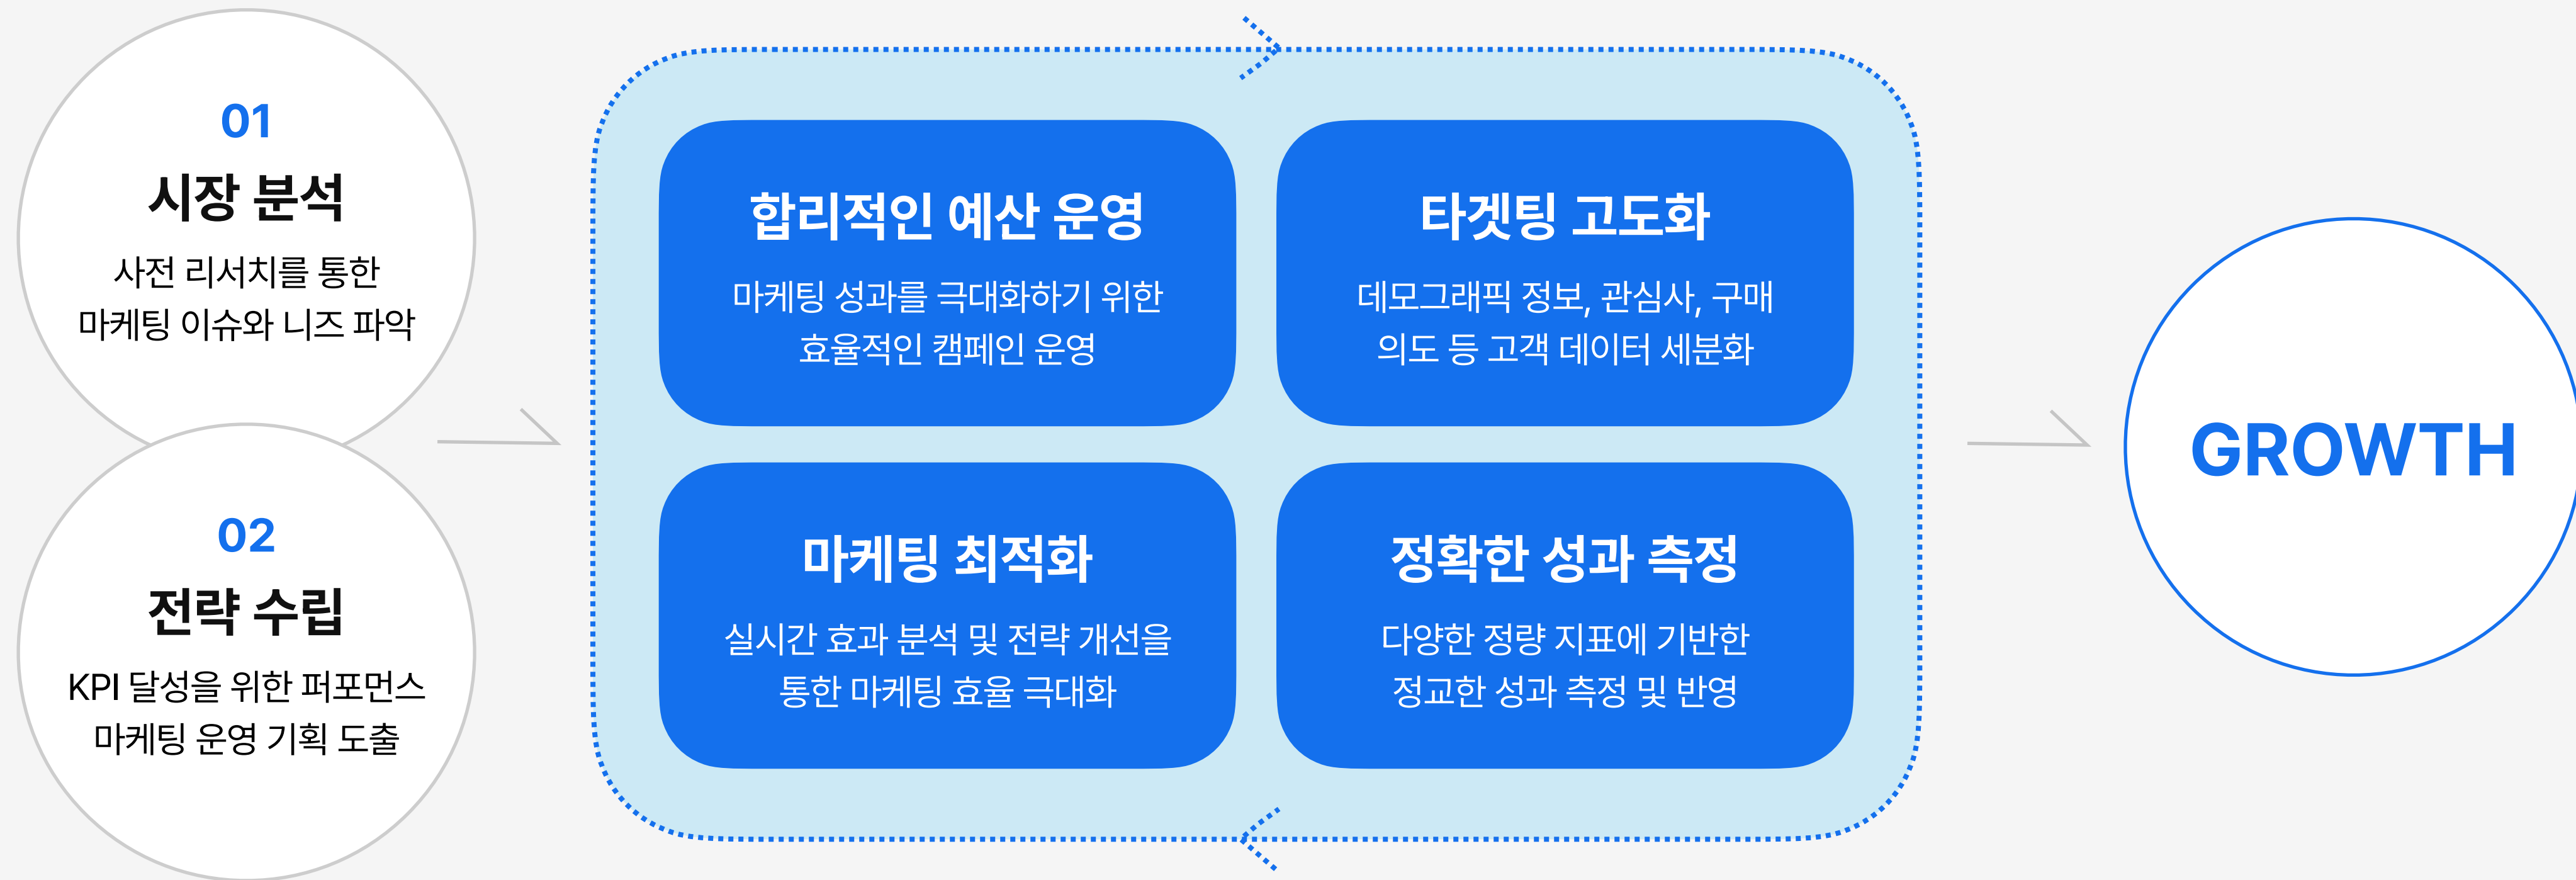 01
시장 분석
사전 리서치를 통한
마케팅 이슈와 니즈 파악
02
전략 수립
KPI 달성을 위한 퍼포먼스
마케팅 운영 기획 도출
합리적인 예산 운영
마케팅 성과를 극대화하기 위한
효율적인 캠페인 운영
타겟팅 고도화
데모그래픽 정보, 관심사, 구매
의도 등 고객 데이터 세분화
마케팅 최적화
실시간 효과 분석 및 전략 개선을
통한 마케팅 효율 극대화
정확한 성과 측정
다양한 정량 지표에 기반한
정교한 성과 측정 및 반영
GROWTH